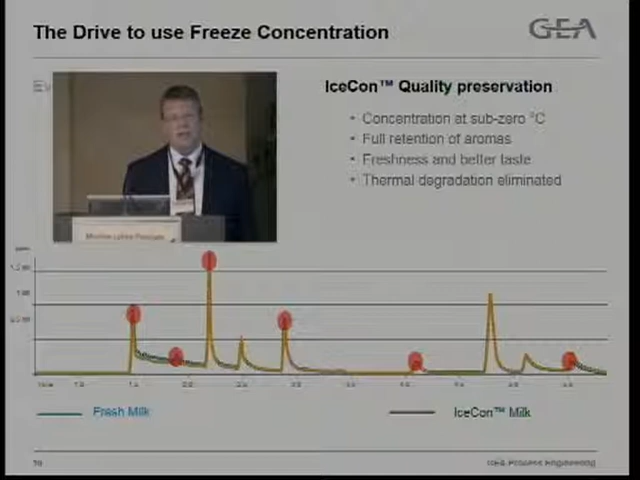 The Drive to use Freeze Concentration
GEA
IceCon™ Quality preservation
• Concentration at sub-zero °C
• Full retention of aromas
• Freshness and better taste
• Thermal degradation eliminated
Fresh Milk
IceCon™ Milk
GEA Process Engineering